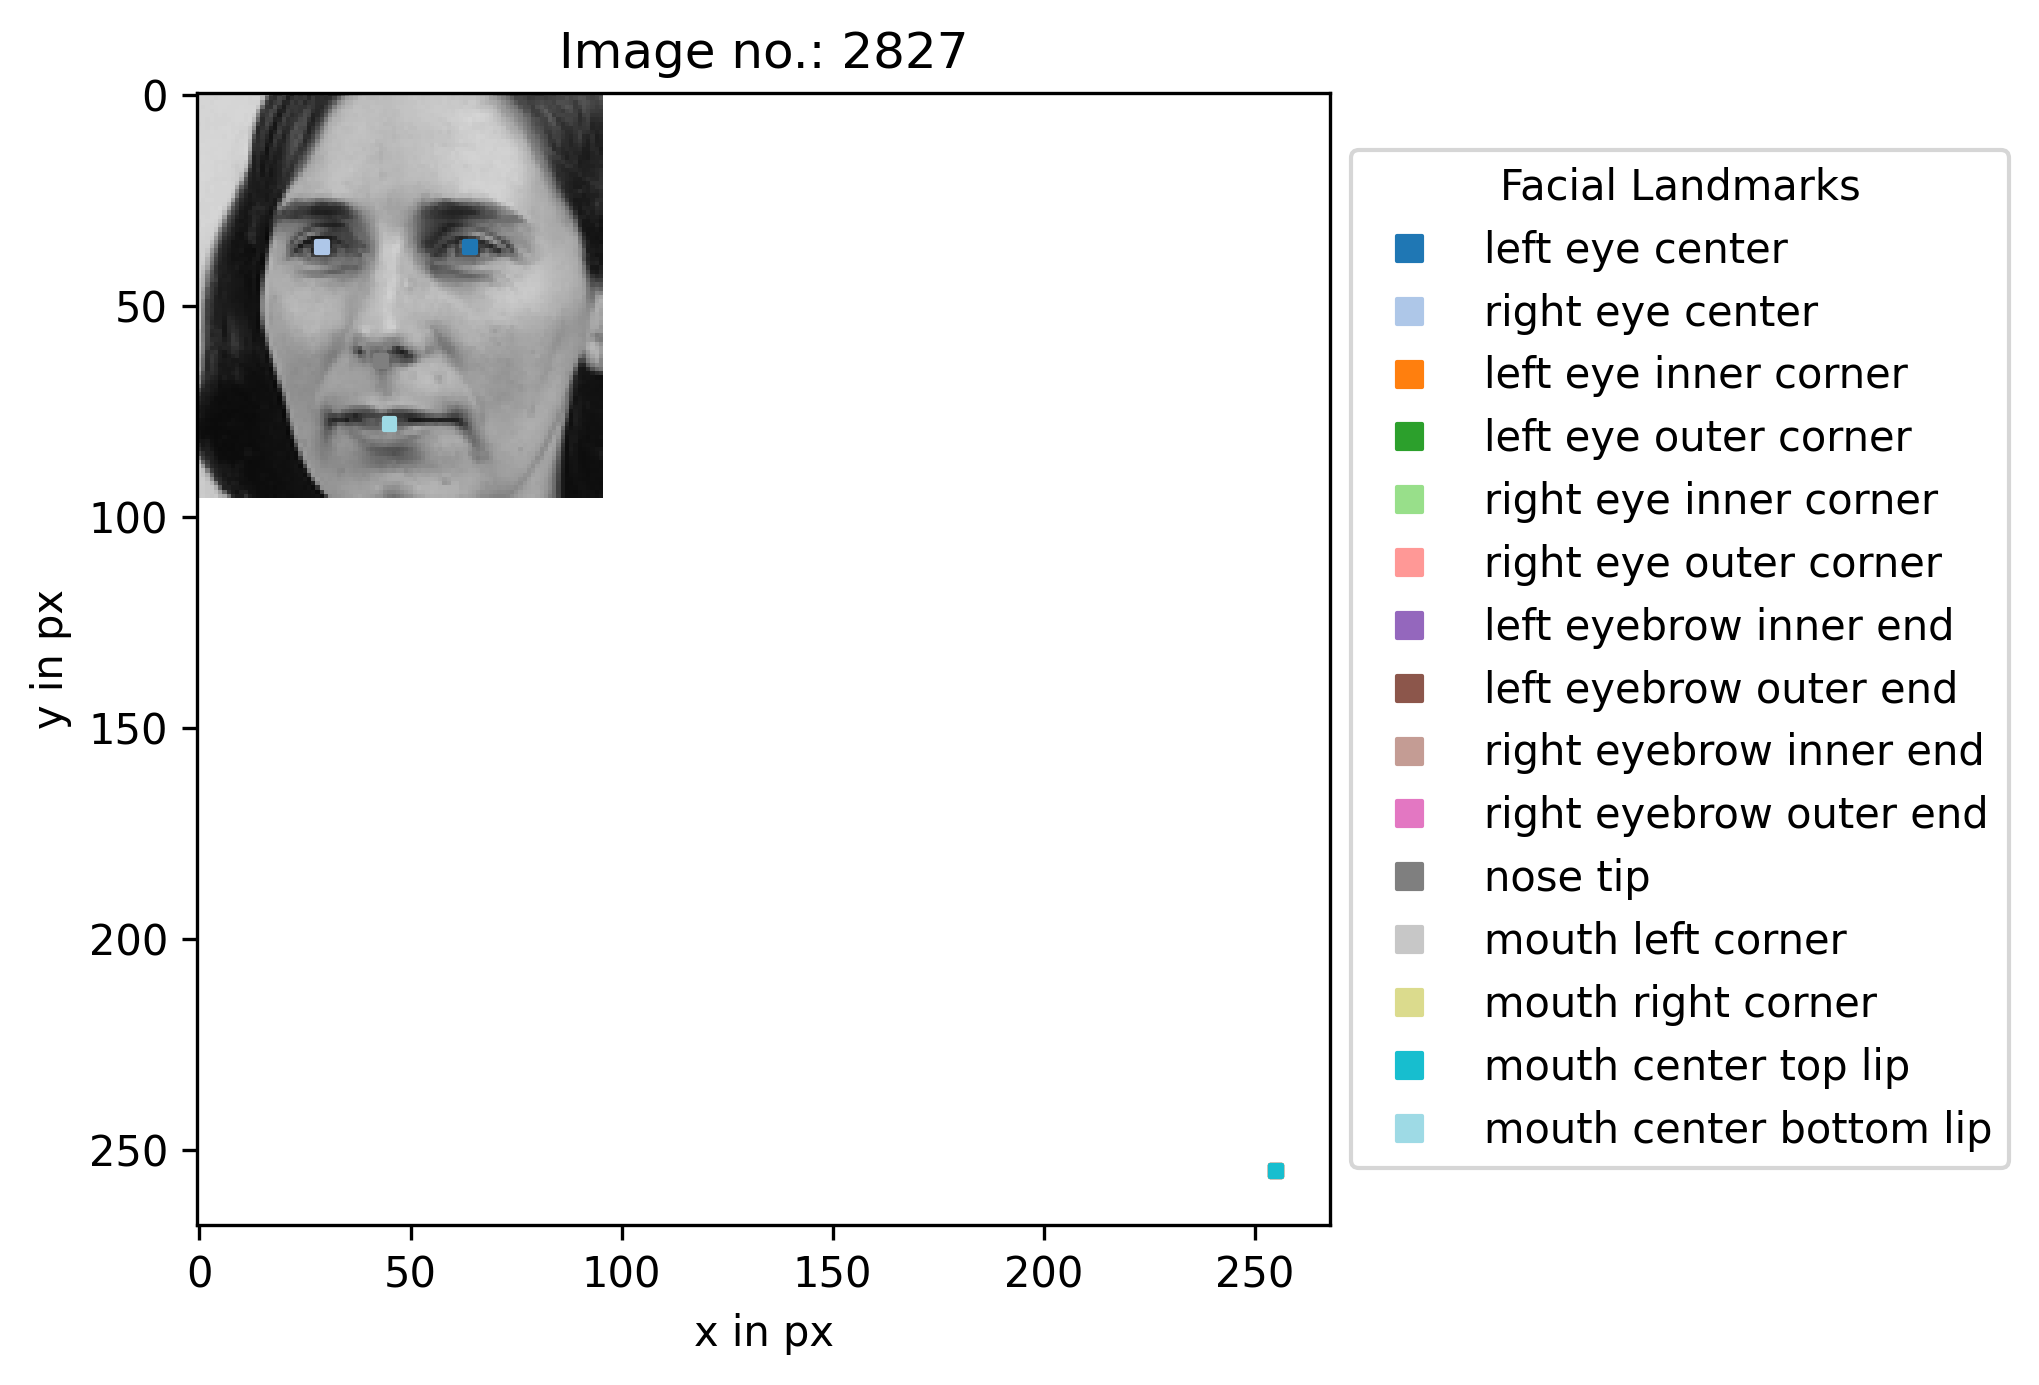 Image no.: 2827
0
50
100
150
200
250
y in px
0 50 100 150 200 250
x in px
Facial Landmarks
left eye center
right eye center
left eye inner corner
left eye outer corner
right eye inner corner
right eye outer corner
left eyebrow inner end
left eyebrow outer end
right eyebrow inner end
right eyebrow outer end
nose tip
mouth left corner
mouth right corner
mouth center top lip
mouth center bottom lip